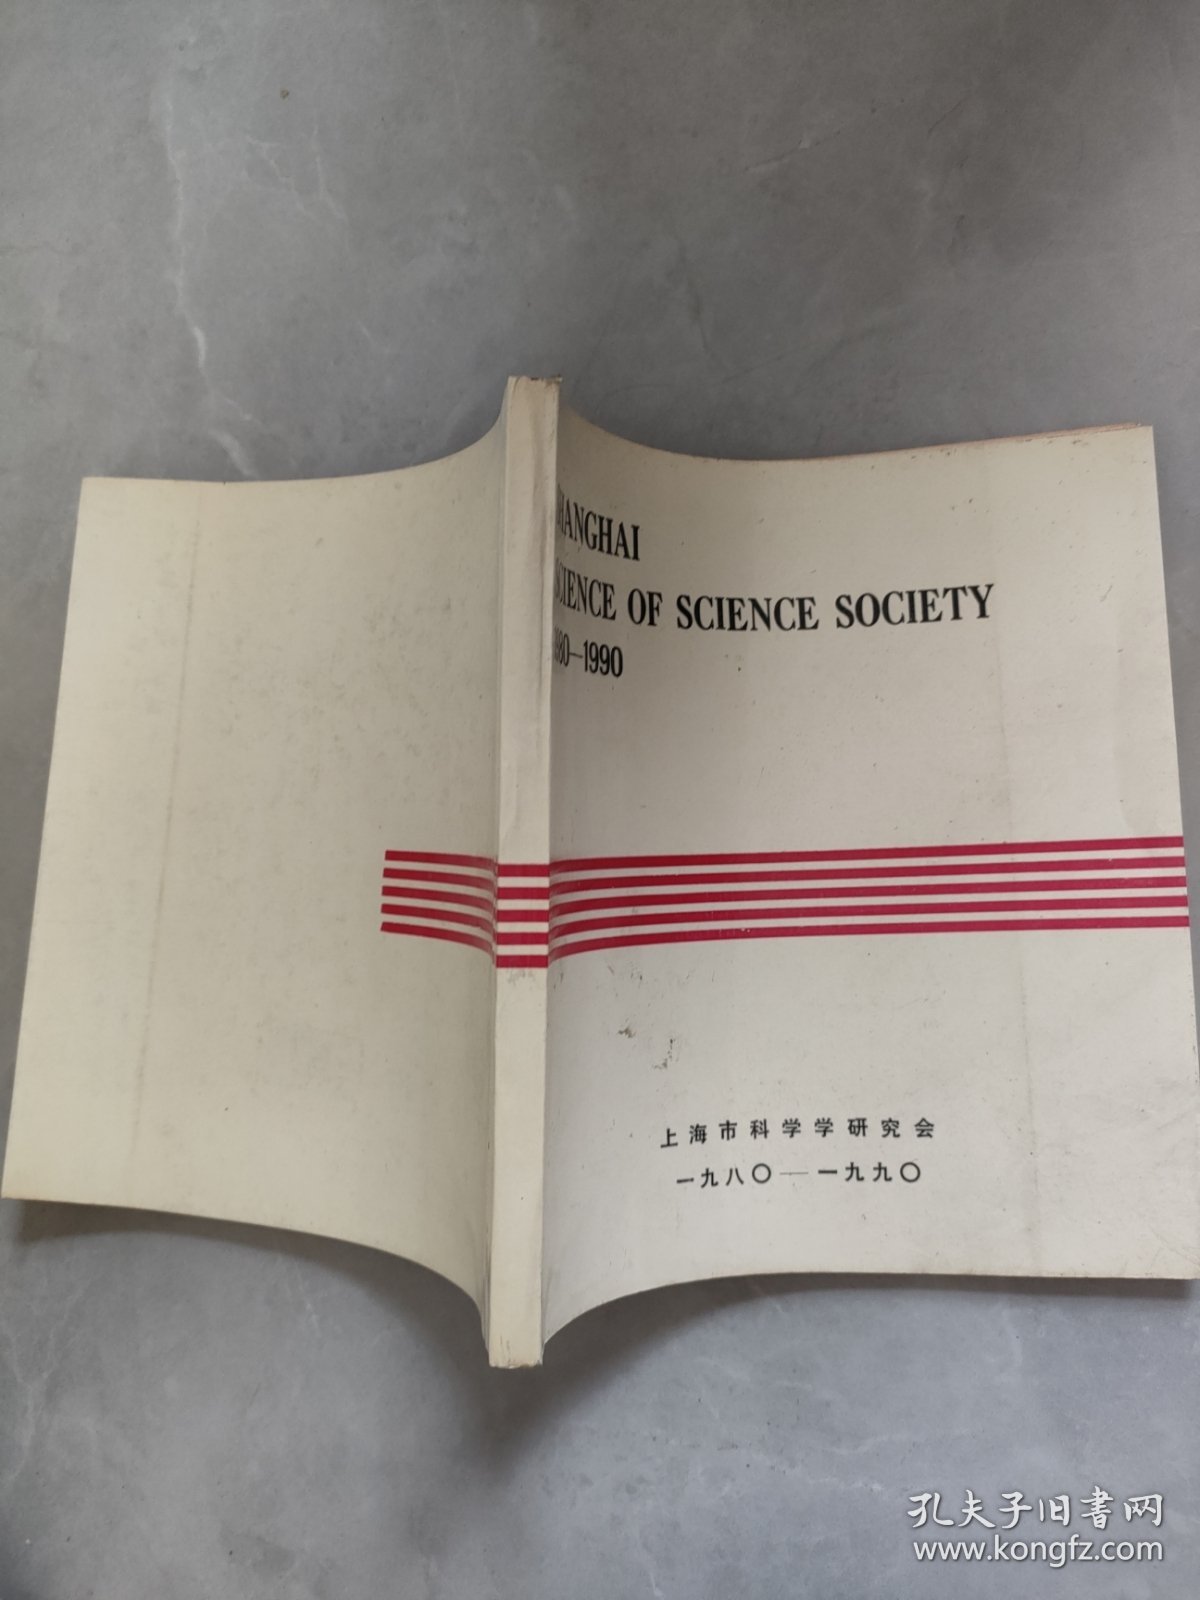 SHANGHAI
SCIENCE OF SCIENCE SOCIETY
1980—1990
上海市科学学研究会
一九八〇——一九九〇
孔夫子旧书网
www.kongfz.com